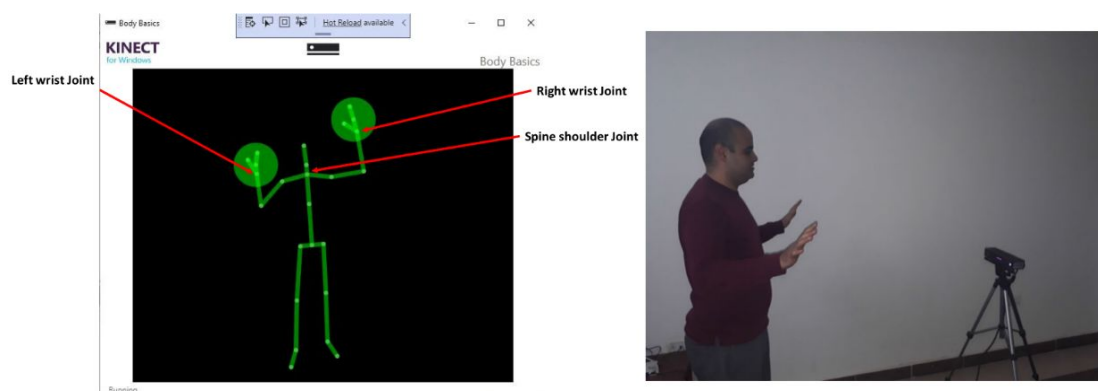 Body Basics
Hot Reload available
KINECT
for Windows
Body Basics
Left wrist Joint
Right wrist Joint
Spine shoulder Joint
Running